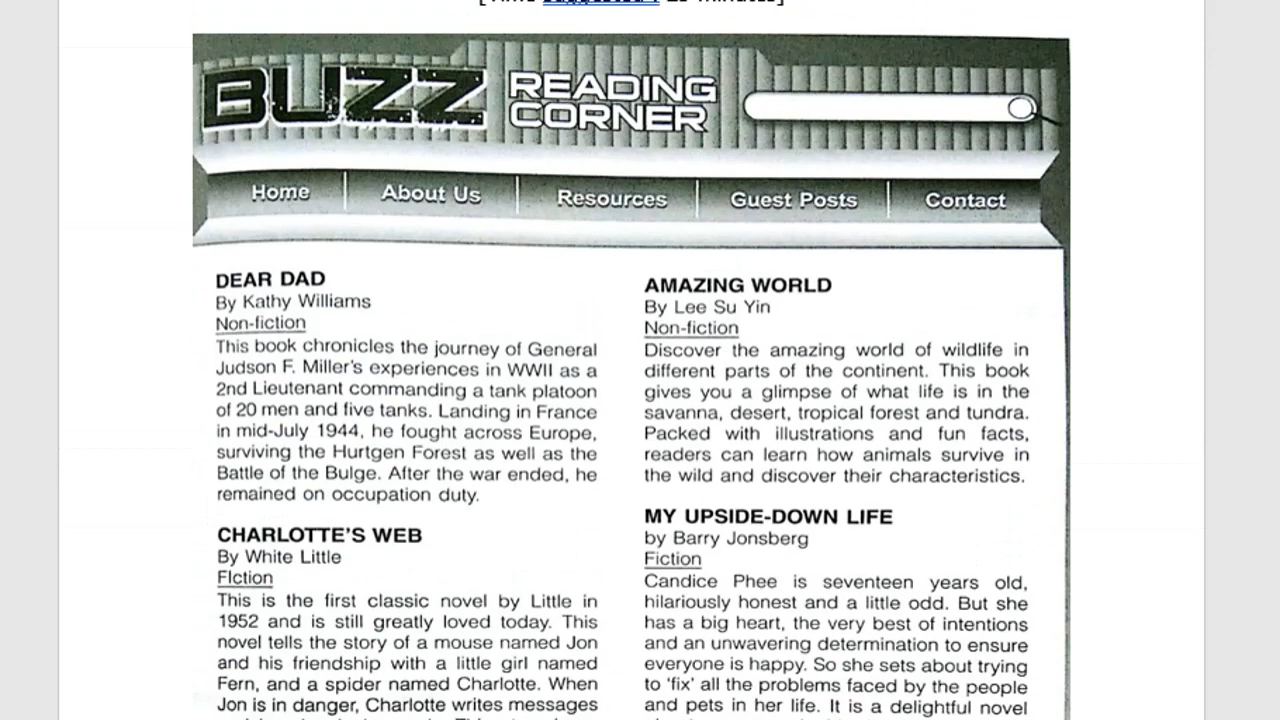 BUZZ READING
CORNER
Home About Us Resources Guest Posts Contact
DEAR DAD
By Kathy Williams
Non-fiction
This book chronicles the journey of General
Judson F. Miller's experiences in WWII as a
2nd Lieutenant commanding a tank platoon
of 20 men and five tanks. Landing in France
in mid-July 1944, he fought across Europe,
surviving the Hurtgen Forest as well as the
Battle of the Bulge. After the war ended, he
remained on occupation duty.
CHARLOTTE'S WEB
By White Little
FIction
This is the first classic novel by Little in
1952 and is still greatly loved today. This
novel tells the story of a mouse named Jon
and his friendship with a little girl named
Fern, and a spider named Charlotte. When
Jon is in danger, Charlotte writes messages
AMAZING WORLD
By Lee Su Yin
Non-fiction
Discover the amazing world of wildlife in
different parts of the continent. This book
gives you a glimpse of what life is in the
savanna, desert, tropical forest and tundra.
Packed with illustrations and fun facts,
readers can learn how animals survive in
the wild and discover their characteristics.
MY UPSIDE-DOWN LIFE
by Barry Jonsberg
Fiction
Candice Phee is seventeen years old,
hilariously honest and a little odd. But she
has a big heart, the very best of intentions
and an unwavering determination to ensure
everyone is happy. So she sets about trying
to 'fix' all the problems faced by the people
and pets in her life. It is a delightful novel